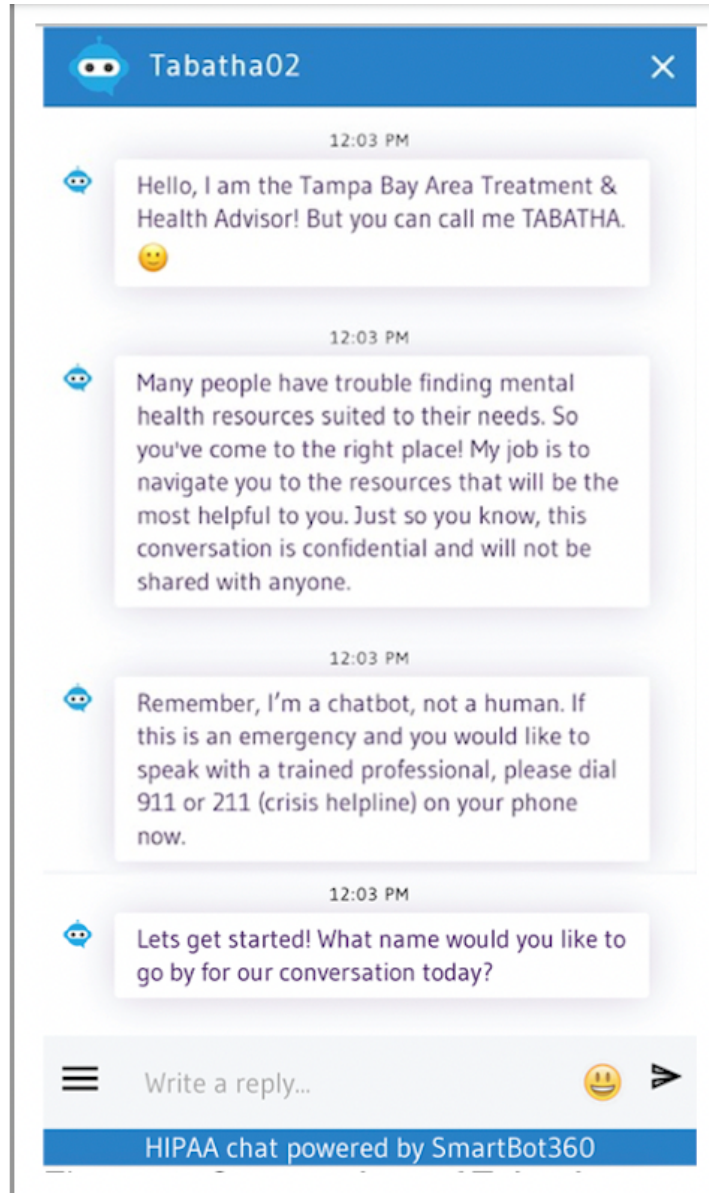 Tabatha02
12:03 PM
Hello, I am the Tampa Bay Area Treatment &
Health Advisor! But you can call me TABATHA.
12:03 PM
Many people have trouble finding mental
health resources suited to their needs. So
you've come to the right place! My job is to
navigate you to the resources that will be the
most helpful to you. Just so you know, this
conversation is confidential and will not be
shared with anyone.
12:03 PM
Remember, I’m a chatbot, not a human. If
this is an emergency and you would like to
speak with a trained professional, please dial
911 or 211 (crisis helpline) on your phone
now.
12:03 PM
Lets get started! What name would you like to
go by for our conversation today?
Write a reply...
HIPAA chat powered by SmartBot360